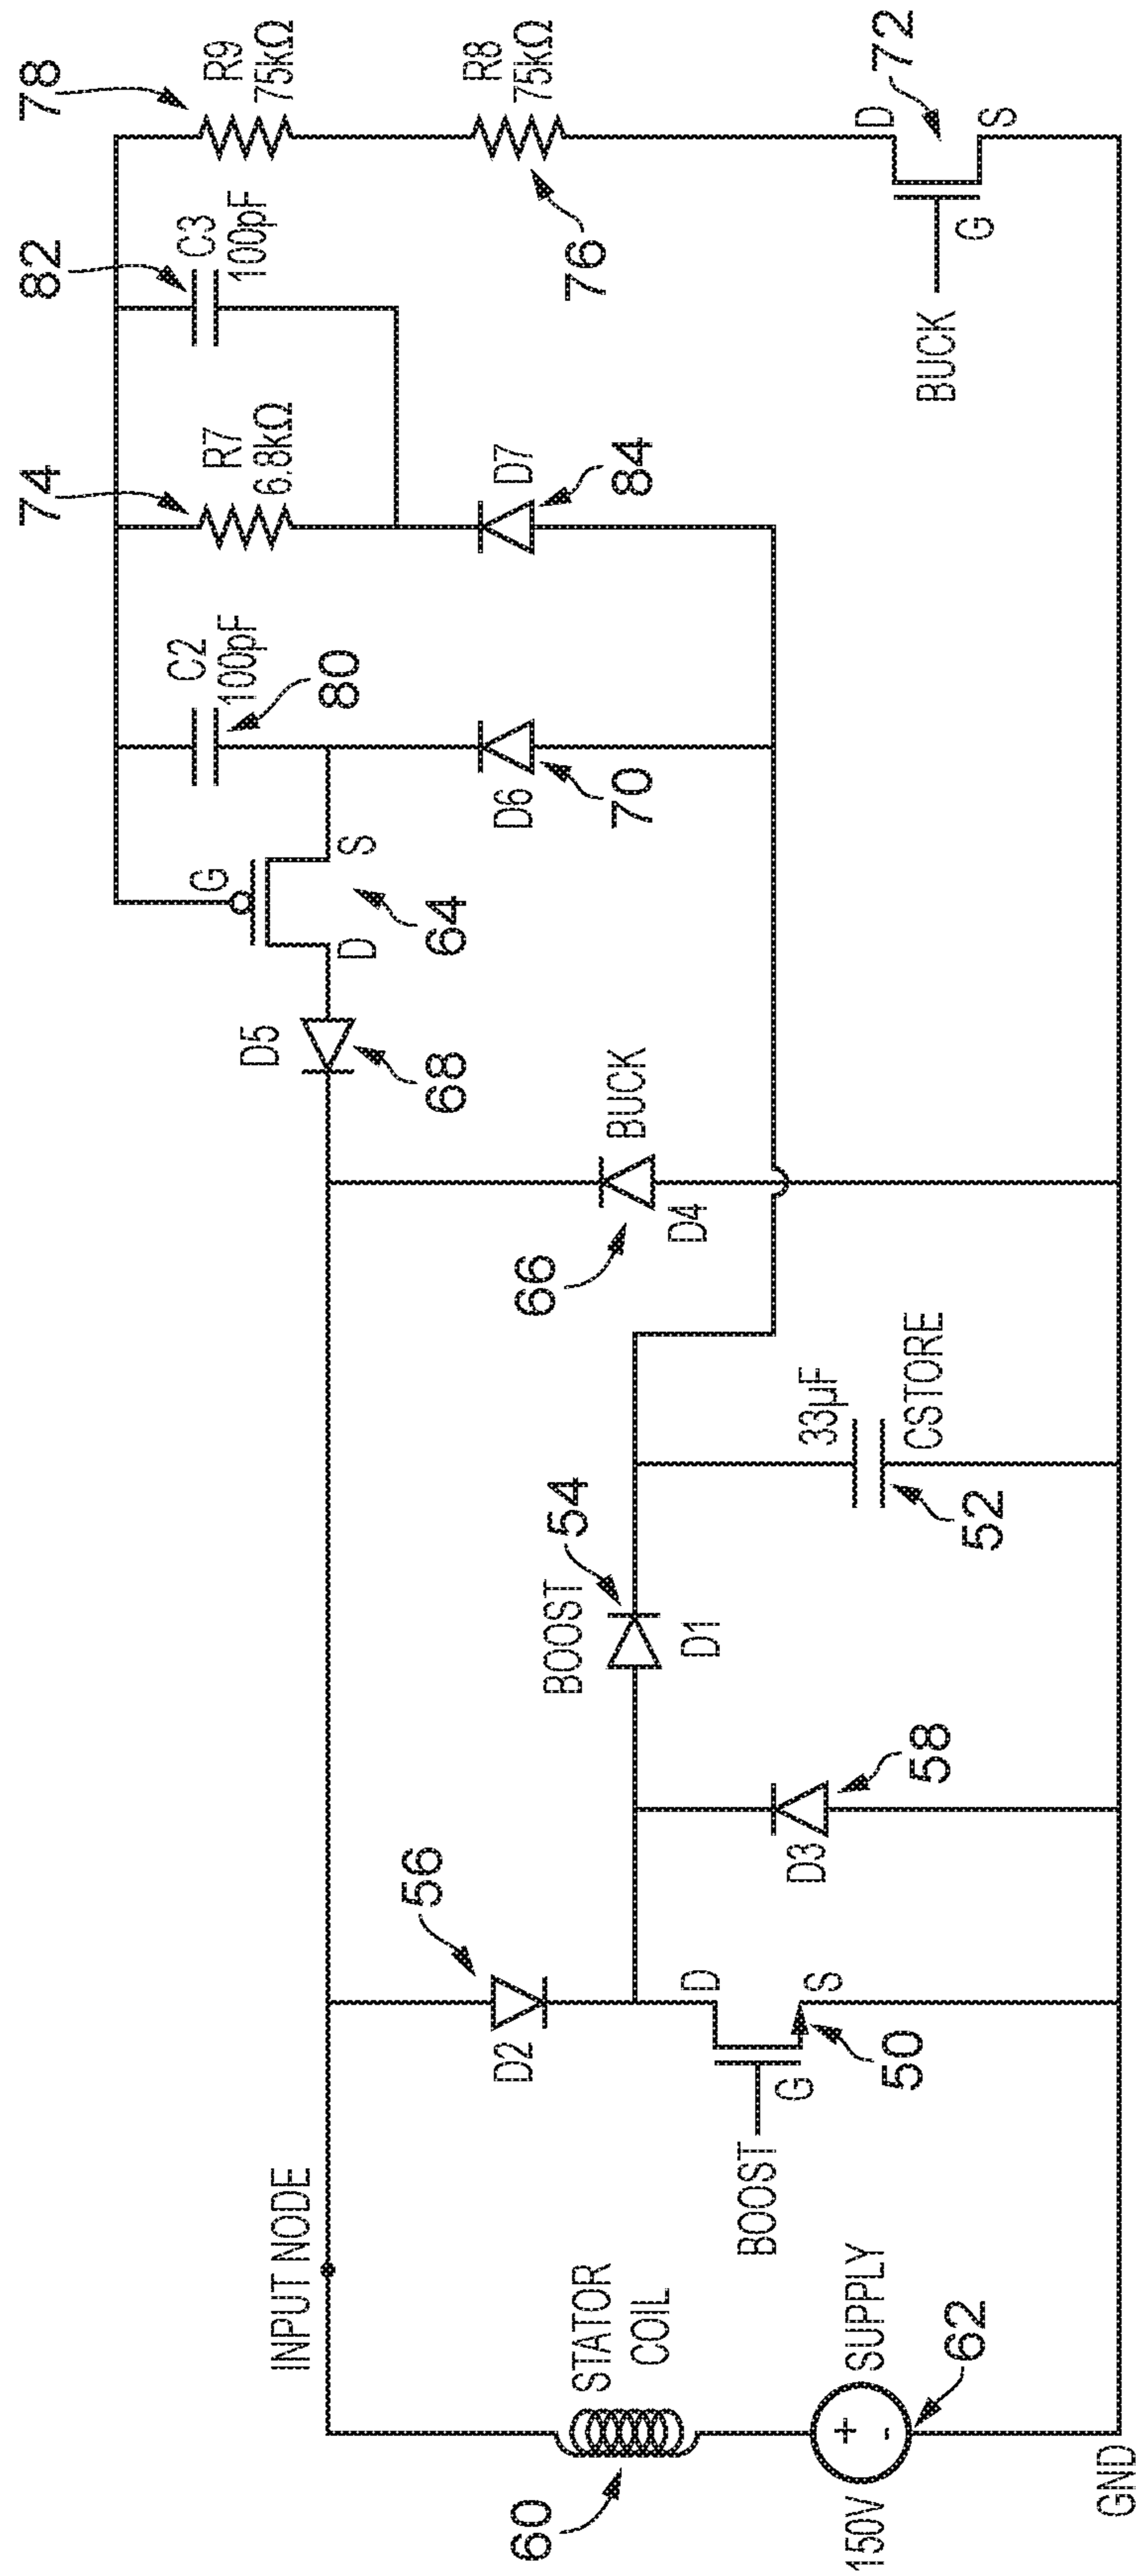 78
R9
75kΩ
R8
75kΩ
76
D
72
S
G
BUCK
82
C3
100pF
74
R7
6.8kΩ
D7
84
C2
100pF
80
D6
70
G
S
D
64
D5
68
BUCK
66
D4
33µF
CSTORE
52
54
BOOST
D1
58
D3
56
D2
D
S
G
50
BOOST
INPUT NODE
STATOR
COIL
60
+
-
SUPPLY
62
150V
GND